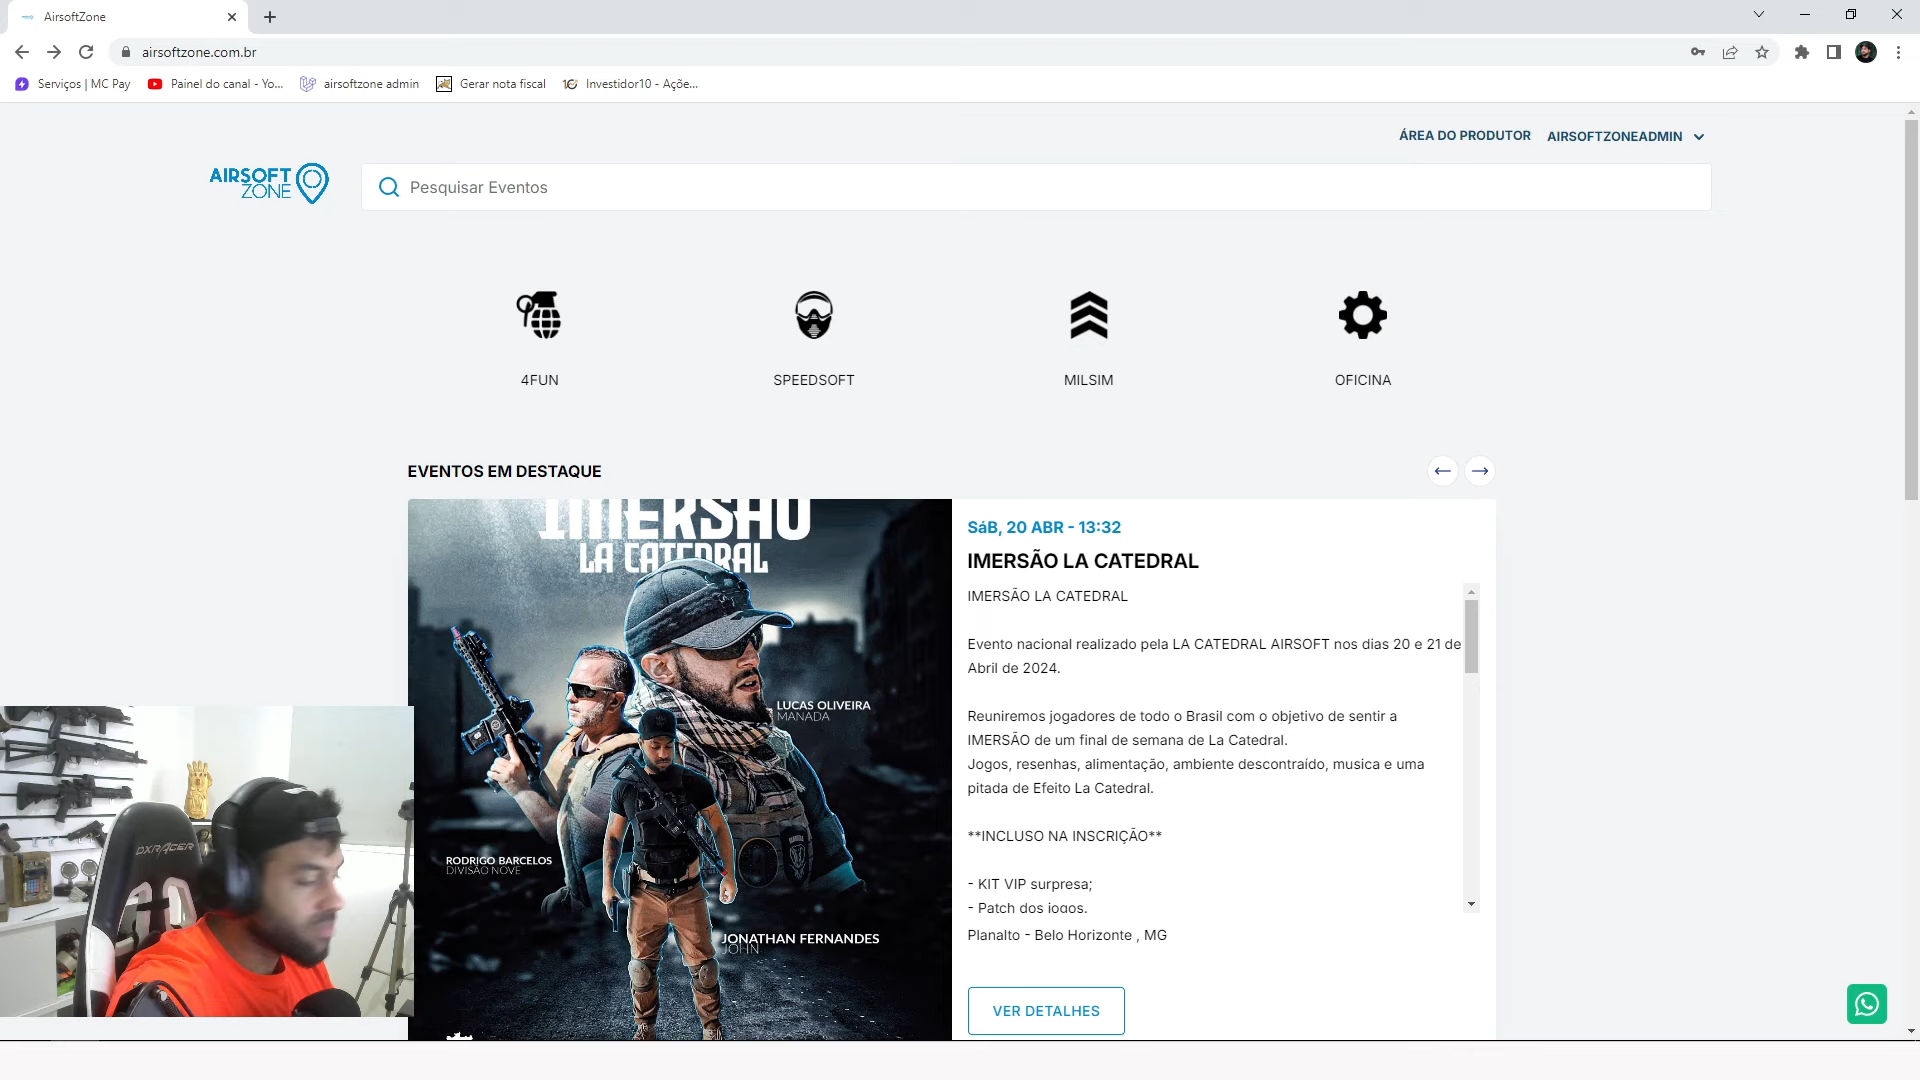 AirsoftZone
airsoftzone.com.br
Serviços | MC Pay
Painel do canal - Yo...
airsoftzone admin
Gerar nota fiscal
Investidor10 - Açõe...
ÁREA DO PRODUTOR
AIRSOFTZONEADMIN
AIRSOFT
ZONE
Pesquisar Eventos
4FUN
SPEEDSOFT
MILSIM
OFICINA
EVENTOS EM DESTAQUE
IMERSÃO
LA CATEDRAL
LUCAS OLIVEIRA
MANADA
RODRIGO BARCELOS
DIVISÃO NOVE
JONATHAN FERNANDES
JOHN
SáB, 20 ABR - 13:32
IMERSÃO LA CATEDRAL
IMERSÃO LA CATEDRAL
Evento nacional realizado pela LA CATEDRAL AIRSOFT nos dias 20 e 21 de
Abril de 2024.
Reuniremos jogadores de todo o Brasil com o objetivo de sentir a
IMERSÃO de um final de semana de La Catedral.
Jogos, resenhas, alimentação, ambiente descontraído, musica e uma
pitada de Efeito La Catedral.
**INCLUSO NA INSCRIÇÃO**
- KIT VIP surpresa;
- Patch dos jogos.
Planalto - Belo Horizonte , MG
VER DETALHES
DXRACER